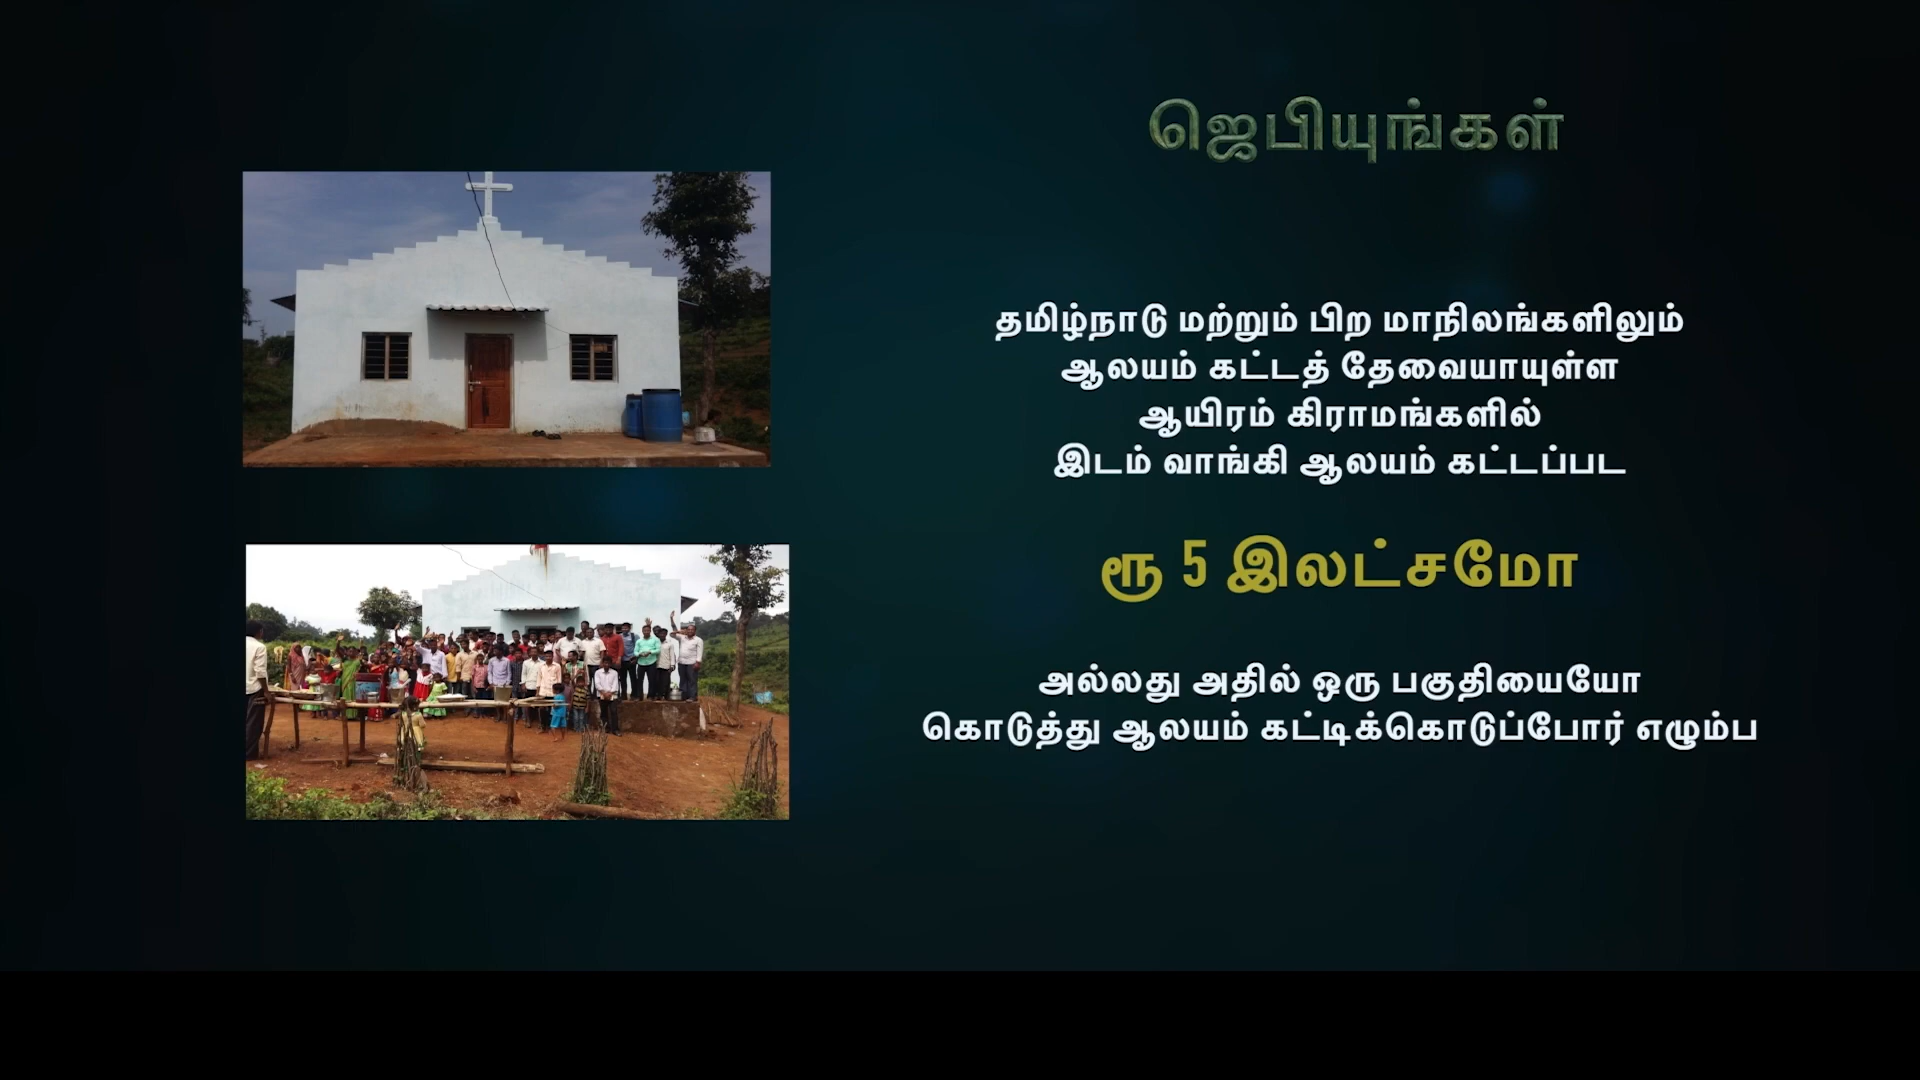 ஜெபியுங்கள்
தமிழ்நாடு மற்றும் பிற மாநிலங்களிலும்
ஆலயம் கட்டத் தேவையாயுள்ள
ஆயிரம் கிராமங்களில்
இடம் வாங்கி ஆலயம் கட்டப்பட
ரூ 5 இலட்சமோ
அல்லது அதில் ஒரு பகுதியையோ
கொடுத்து ஆலயம் கட்டிக்கொடுப்போர் எழும்ப